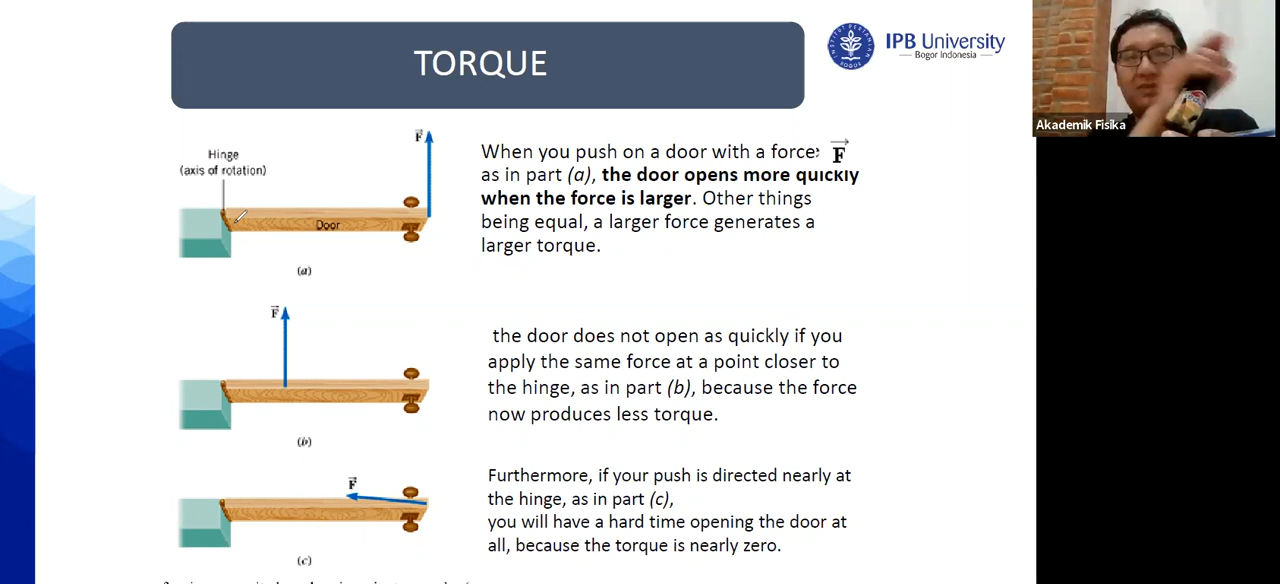 TORQUE
IPB University
Bogor Indonesia
Akademik Fisika
Hinge
(axis of rotation)
F
Door
(a)
When you push on a door with a force F
as in part (a), the door opens more quickly
when the force is larger. Other things
being equal, a larger force generates a
larger torque.
F
(b)
the door does not open as quickly if you
apply the same force at a point closer to
the hinge, as in part (b), because the force
now produces less torque.
F
(c)
Furthermore, if your push is directed nearly at
the hinge, as in part (c),
you will have a hard time opening the door at
all, because the torque is nearly zero.